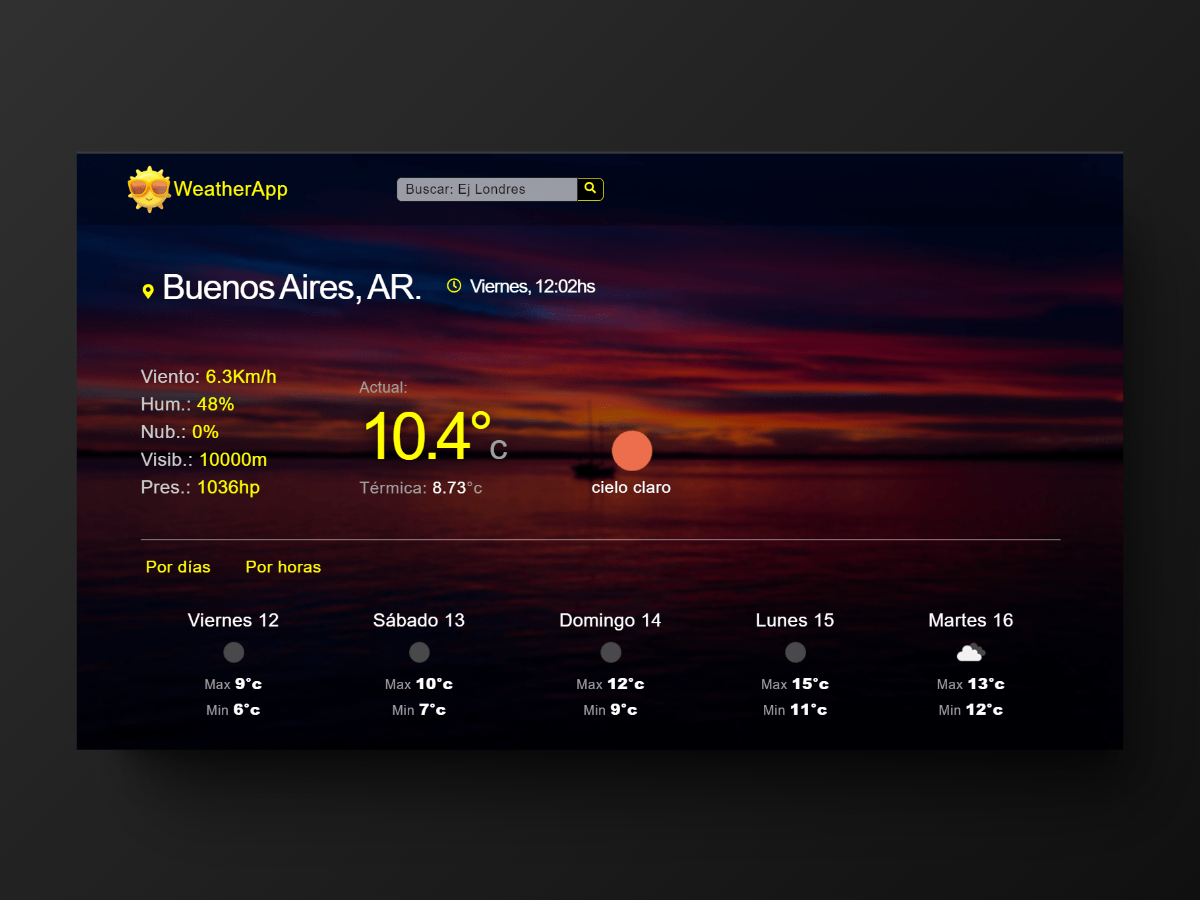 WeatherApp
Buscar: Ej Londres
Buenos Aires, AR.
Viernes, 12:02hs
Viento: 6.3Km/h
Hum.: 48%
Nub.: 0%
Visib.: 10000m
Pres.: 1036hp
Actual:
10.4° c
Térmica: 8.73°c
cielo claro
Por días Por horas
Viernes 12 Sábado 13 Domingo 14 Lunes 15 Martes 16
Max 9°c Max 10°c Max 12°c Max 15°c Max 13°c
Min 6°c Min 7°c Min 9°c Min 11°c Min 12°c